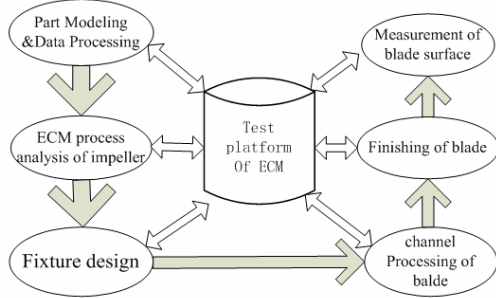 Part Modeling
&Data Processing
ECM process
analysis of impeller
Fixture design
Test
platform
Of ECM
Measurement of
blade surface
Finishing of blade
channel
Processing of
balde